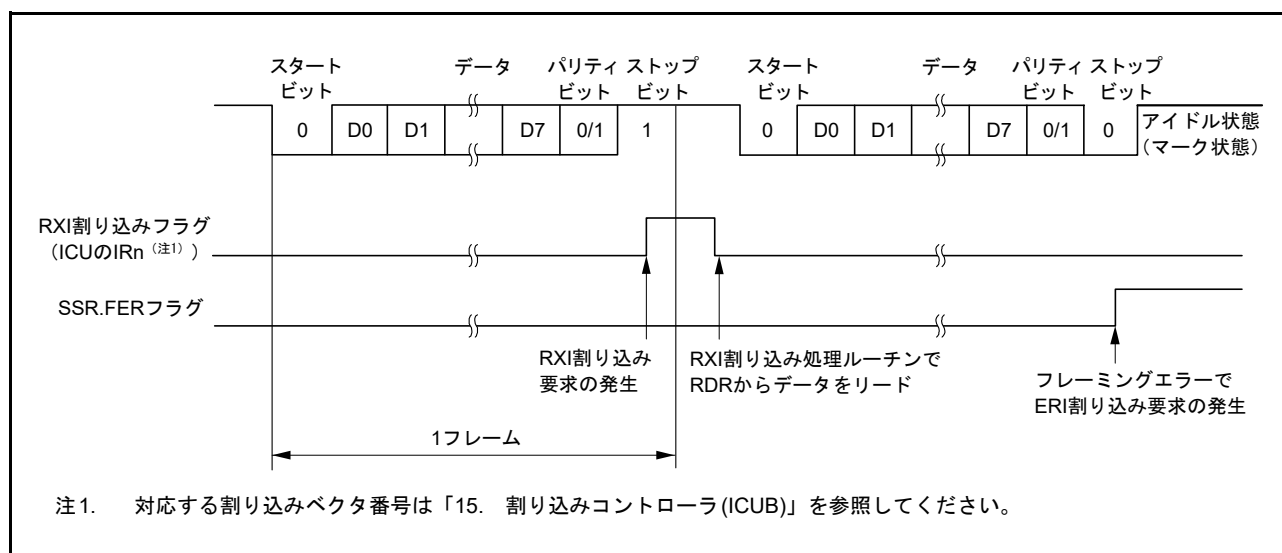 スタート データ パリティ ストップ スタート データ パリティ ストップ
ビット ビット ビット ビット ビット ビット
0 D0 D1 D7 0/1 1 0 D0 D1 D7 0/1 0 アイドル状態
(マーク状態)
RXI割り込みフラグ
(ICUのIRn (注1) )
SSR.FERフラグ
RXI割り込み
要求の発生
RXI割り込み処理ルーチンで
RDRからデータをリード
フレーミングエラーで
ERI割り込み要求の発生
1フレーム
注1. 対応する割り込みベクタ番号は「15. 割り込みコントローラ(ICUB)」を参照してください。